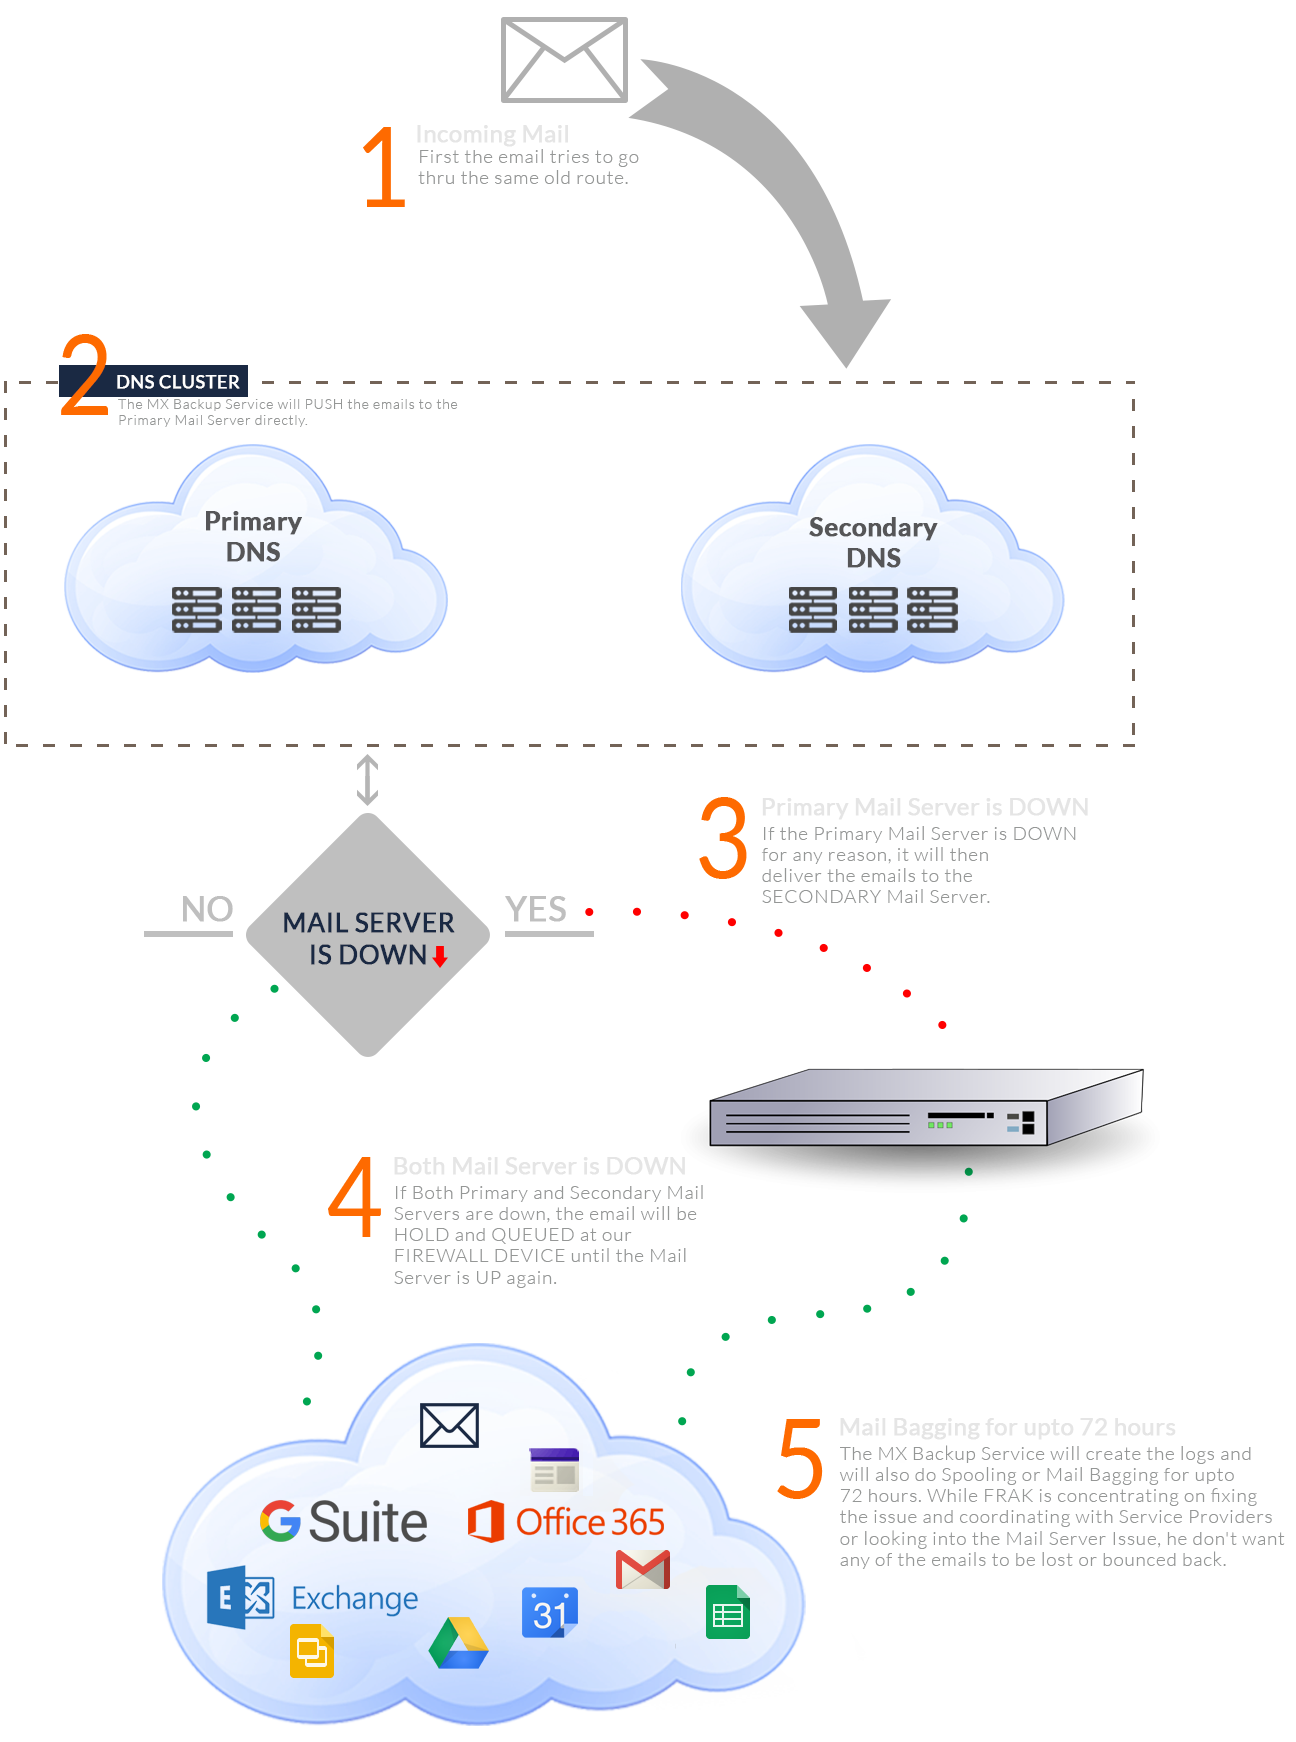 1
Incoming Mail
First the email tries to go
thru the same old route.
2
DNS CLUSTER
The MX Backup Service will PUSH the emails to the
Primary Mail Server directly.
Primary
DNS
Secondary
DNS
3
Primary Mail Server is DOWN
If the Primary Mail Server is DOWN
for any reason, it will then
deliver the emails to the
SECONDARY Mail Server.
NO
MAIL SERVER
IS DOWN
YES
4
Both Mail Server is DOWN
If Both Primary and Secondary Mail
Servers are down, the email will be
HOLD and QUEUED at our
FIREWALL DEVICE until the Mail
Server is UP again.
5
Mail Bagging for upto 72 hours
The MX Backup Service will create the logs and
will also do Spooling or Mail Bagging for upto
72 hours. While FRAK is concentrating on fixing
the issue and coordinating with Service Providers
or looking into the Mail Server Issue, he don't want
any of the emails to be lost or bounced back.
G Suite
Office 365
E
Exchange
31